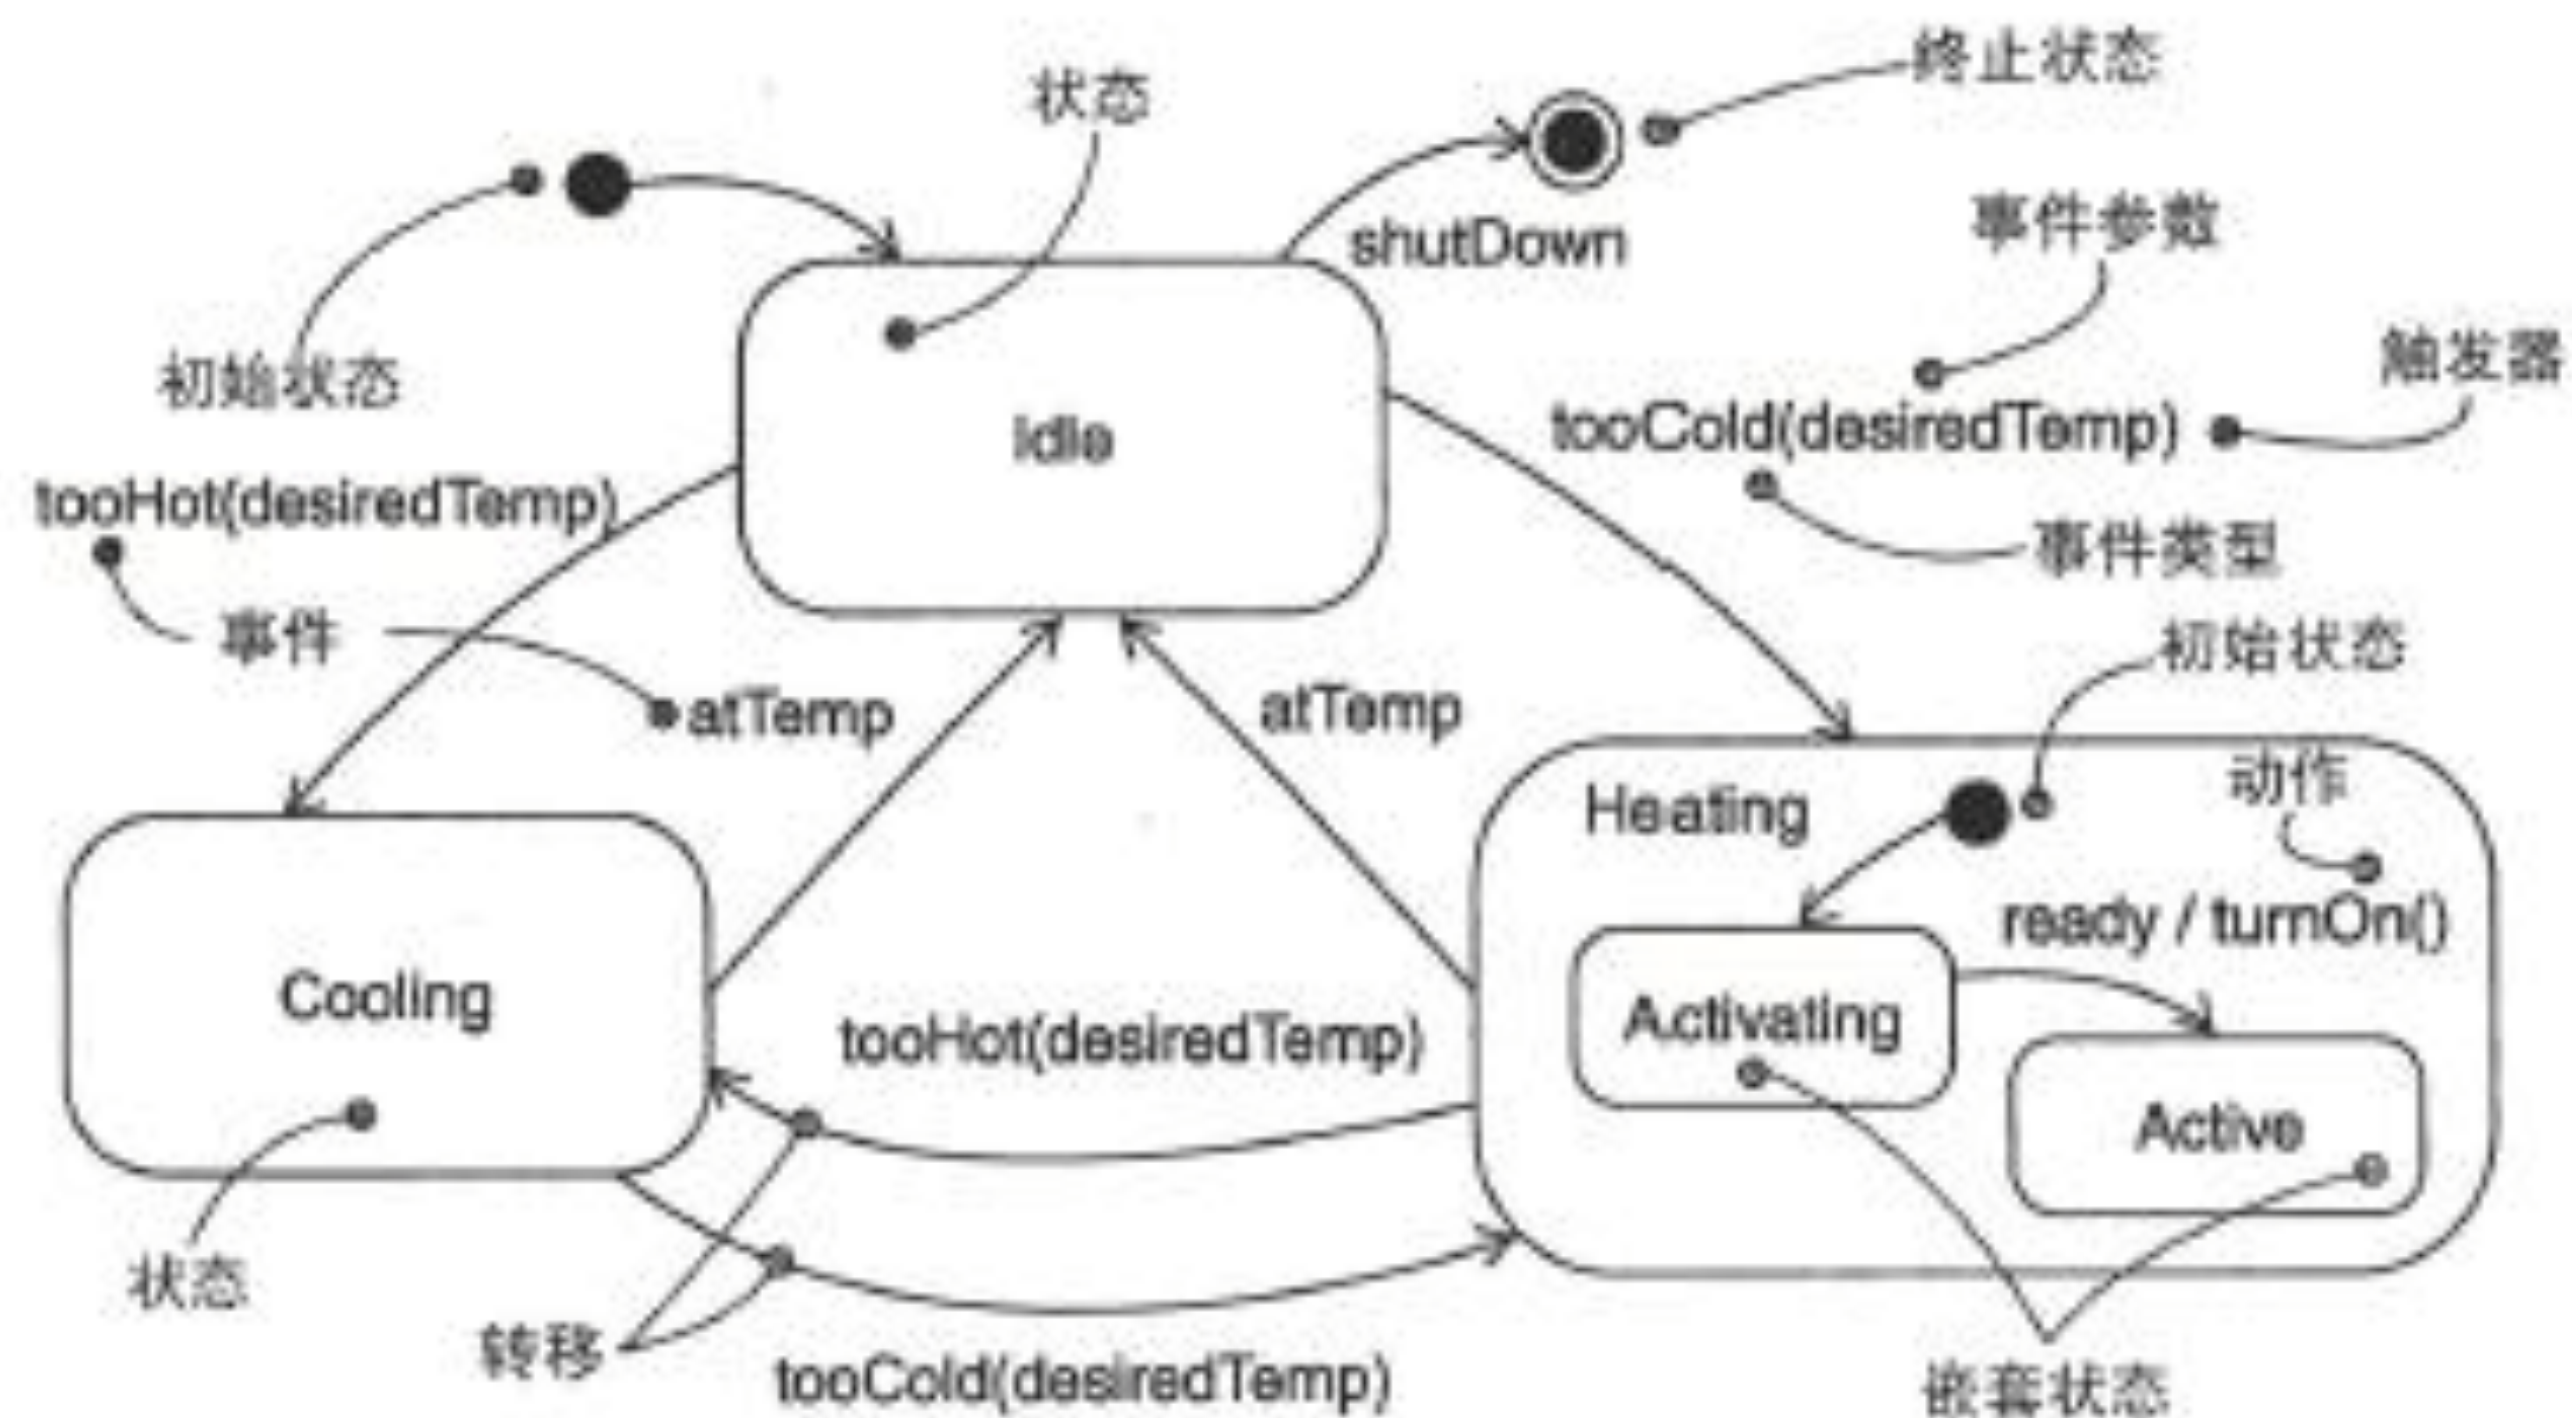 终止状态
状态
事件参数
shutDown
触发器
初始状态
tooCold(desiredTemp)
Idle
tooHot(desiredTemp)
事件类型
事件
初始状态
atTemp
atTemp
动作
Heating
ready / turnOn()
Cooling
Activating
tooHot(desiredTemp)
Active
状态
转移
tooCold(desiredTemp)
嵌套状态